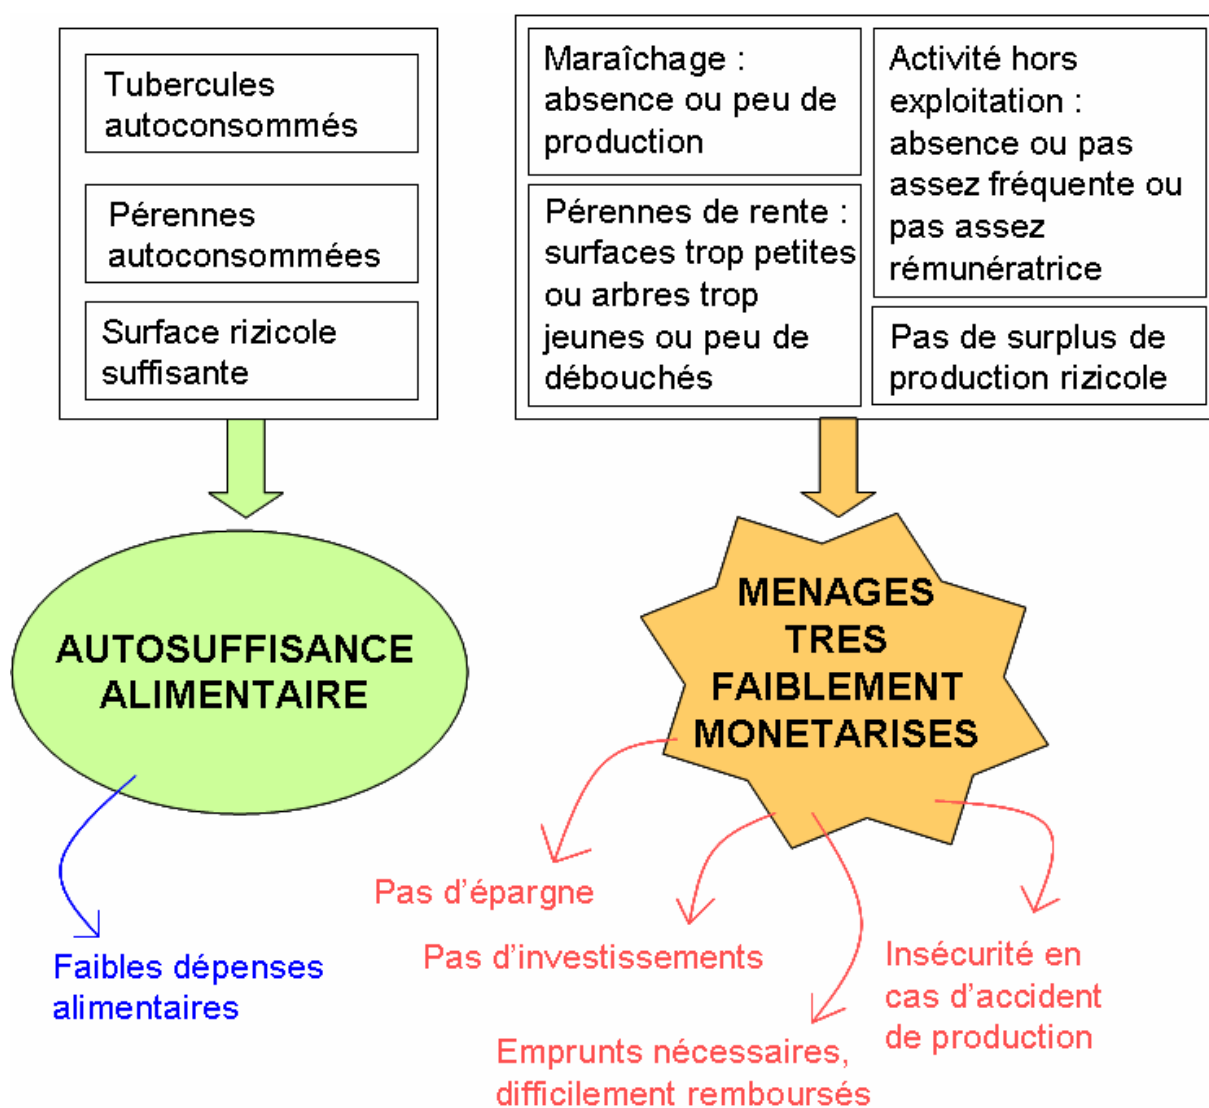 Tubercules
autoconsommés
Pérennes
autoconsommées
Surface rizicole
suffisante
Maraîchage :
absence ou peu de
production
Pérennes de rente :
surfaces trop petites
ou arbres trop
jeunes ou peu de
débouchés
Activité hors
exploitation :
absence ou pas
assez fréquente ou
pas assez
rémunératrice
Pas de surplus de
production rizicole
AUTOSUFFISANCE
ALIMENTAIRE
MENAGES
TRES
FAIBLEMENT
MONETARISES
Faibles dépenses
alimentaires
Pas d’épargne
Pas d’investissements
Emprunts nécessaires,
difficilement remboursés
Insécurité en
cas d’accident
de production